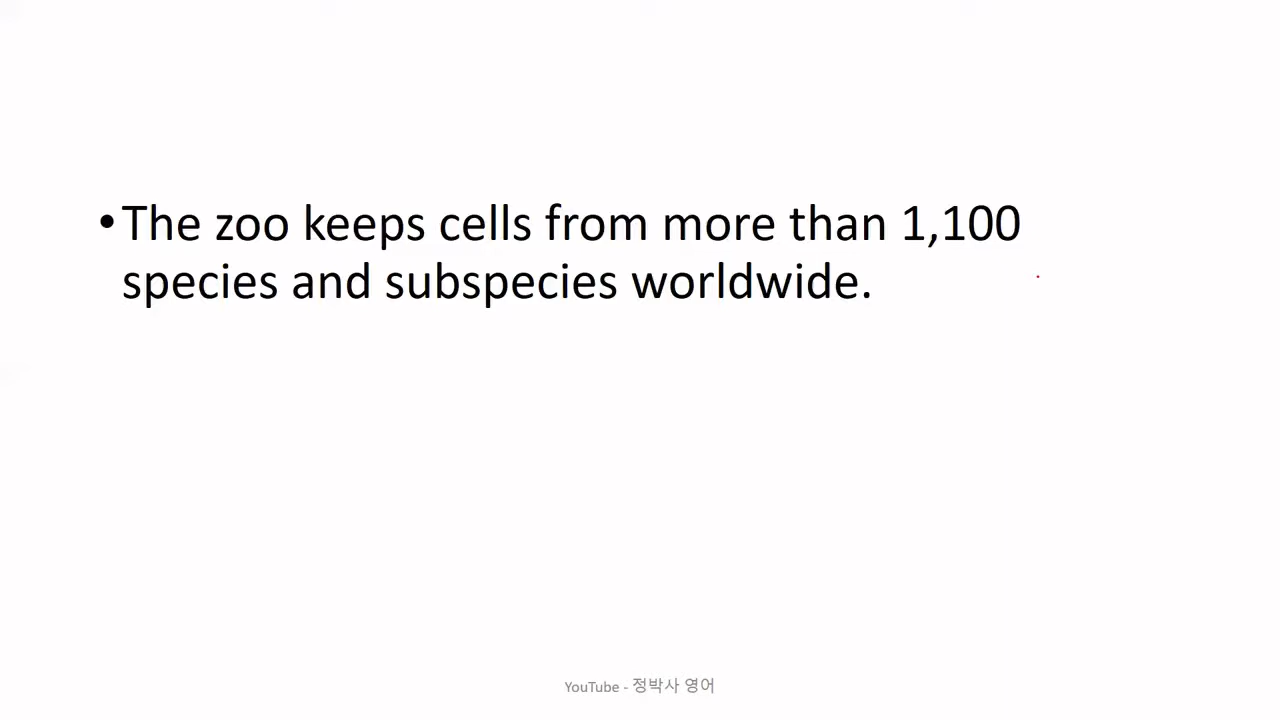 •The zoo keeps cells from more than 1,100
species and subspecies worldwide.
YouTube - 정박사 영어